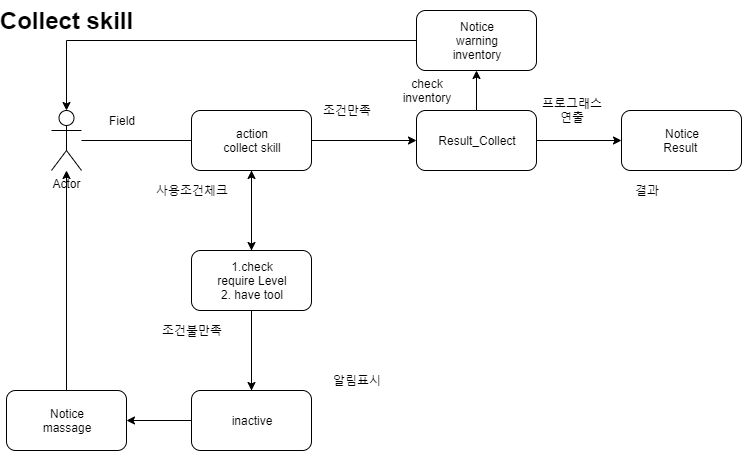 Collect skill
Notice
warning
inventory
check
inventory
프로그래스
연출
Field
조건만족
action
collect skill
Result_Collect
Notice
Result
Actor
사용조건체크
결과
1.check
require Level
2. have tool
조건불만족
알림표시
Notice
massage
inactive